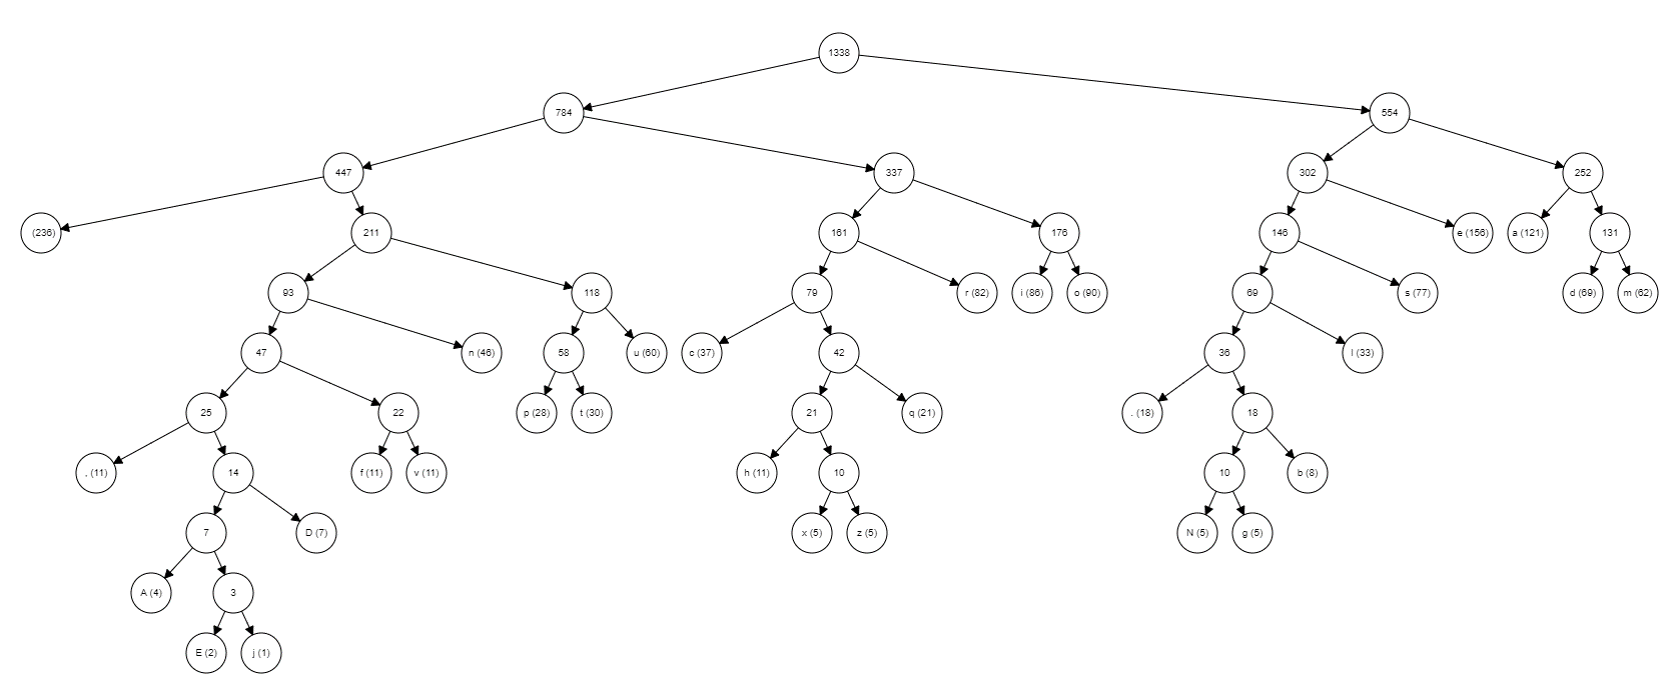 1338
784 554
447 337 302 252
(236) 211 161 176 146 e (156) a (121) 131
93 118 79 r (82) i (86) o (90) 69 s (77) d (69) m (62)
47 n (46) 58 u (60) c (37) 42 36 l (33)
25 22 p (28) t (30) 21 q (21) . (18) 18
, (11) 14 f (11) v (11) h (11) 10 10 b (8)
7 D (7) x (5) z (5) N (5) g (5)
A (4) 3
E (2) j (1)